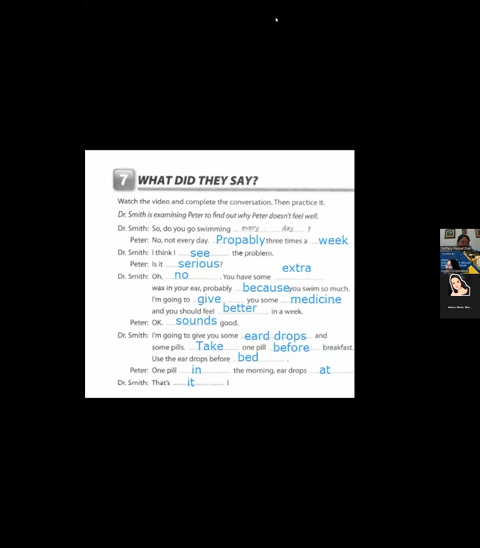 7 WHAT DID THEY SAY?
Watch the video and complete the conversation. Then practice it.
Dr. Smith is examining Peter to find out why Peter doesn't feel well.
Dr. Smith: So, do you go swimming every day ?
Peter: No, not every day. Propably three times a week
Dr. Smith: I think I see the problem.
Peter: Is it serious?
Dr. Smith: Oh, no . You have some extra
wax in your ear, probably because you swim so much.
I'm going to give you some medicine
and you should feel better in a week.
Peter: OK. sounds good.
Dr. Smith: I'm going to give you some eard drops and
some pills. Take one pill before breakfast.
Use the ear drops before bed .
Peter: One pill in the morning, ear drops at
Dr. Smith: That's it !